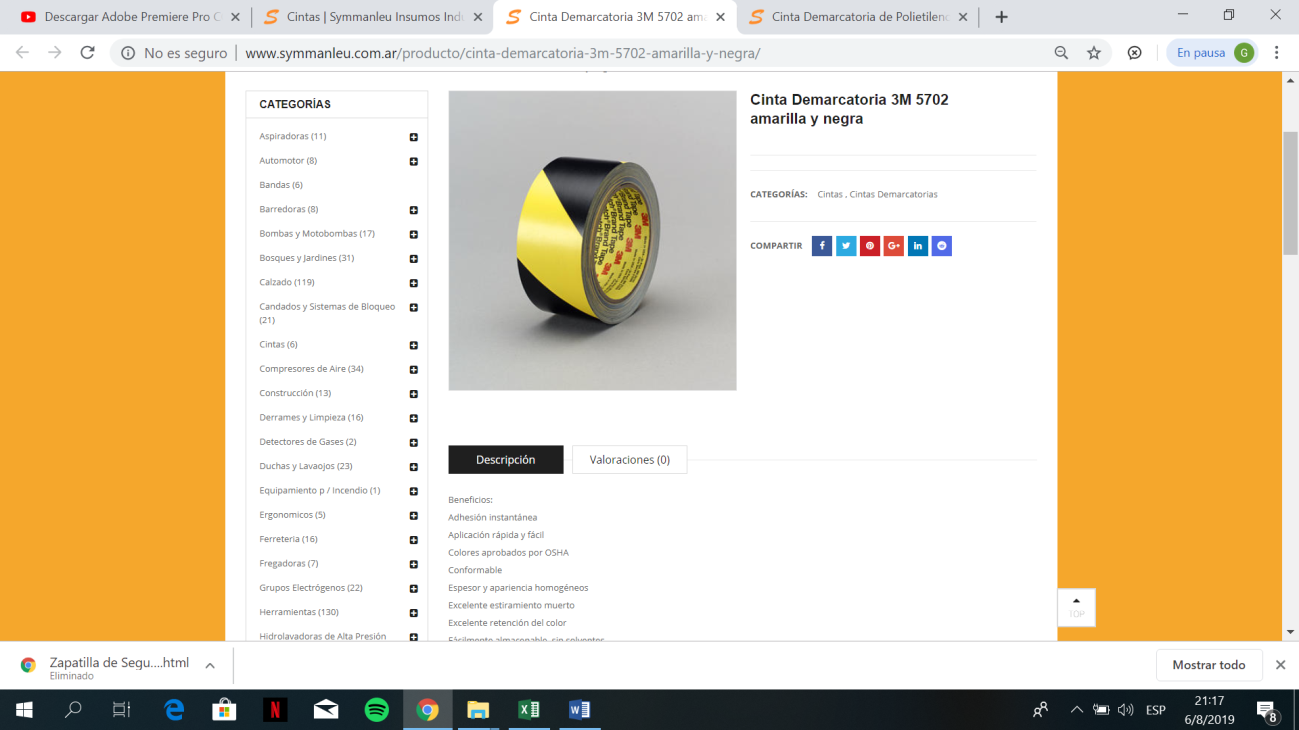 Descargar Adobe Premiere Pro C
Cintas | Symmanleu Insumos Indu
Cinta Demarcatoria 3M 5702 ama
Cinta Demarcatoria de Polietilenc
No es seguro | www.symmanleu.com.ar/producto/cinta-demarcatoria-3m-5702-amarilla-y-negra/
En pausa G
CATEGORÍAS
Aspiradoras (11)
Automotor (8)
Bandas (6)
Barredoras (8)
Bombas y Motobombas (17)
Bosques y Jardines (31)
Calzado (119)
Candados y Sistemas de Bloqueo
(21)
Cintas (6)
Compresores de Aire (34)
Construcción (13)
Derrames y Limpieza (16)
Detectores de Gases (2)
Duchas y Lavaojos (23)
Equipamiento p / Incendio (1)
Ergonomicos (5)
Ferreteria (16)
Fregadoras (7)
Grupos Electrógenos (22)
Herramientas (130)
Hidrolavadoras de Alta Presión
3M
Cinta Demarcatoria 3M 5702
amarilla y negra
CATEGORÍAS: Cintas , Cintas Demarcatorias
COMPARTIR
Descripción
Valoraciones (0)
Beneficios:
Adhesión instantánea
Aplicación rápida y fácil
Colores aprobados por OSHA
Conformable
Espesor y apariencia homogéneos
Excelente estiramiento muerto
Excelente retención del color
Fácilmente almacenable, sin solventes
TOP
Zapatilla de Segu....html
Eliminado
Mostrar todo
ESP
21:17
6/8/2019
8